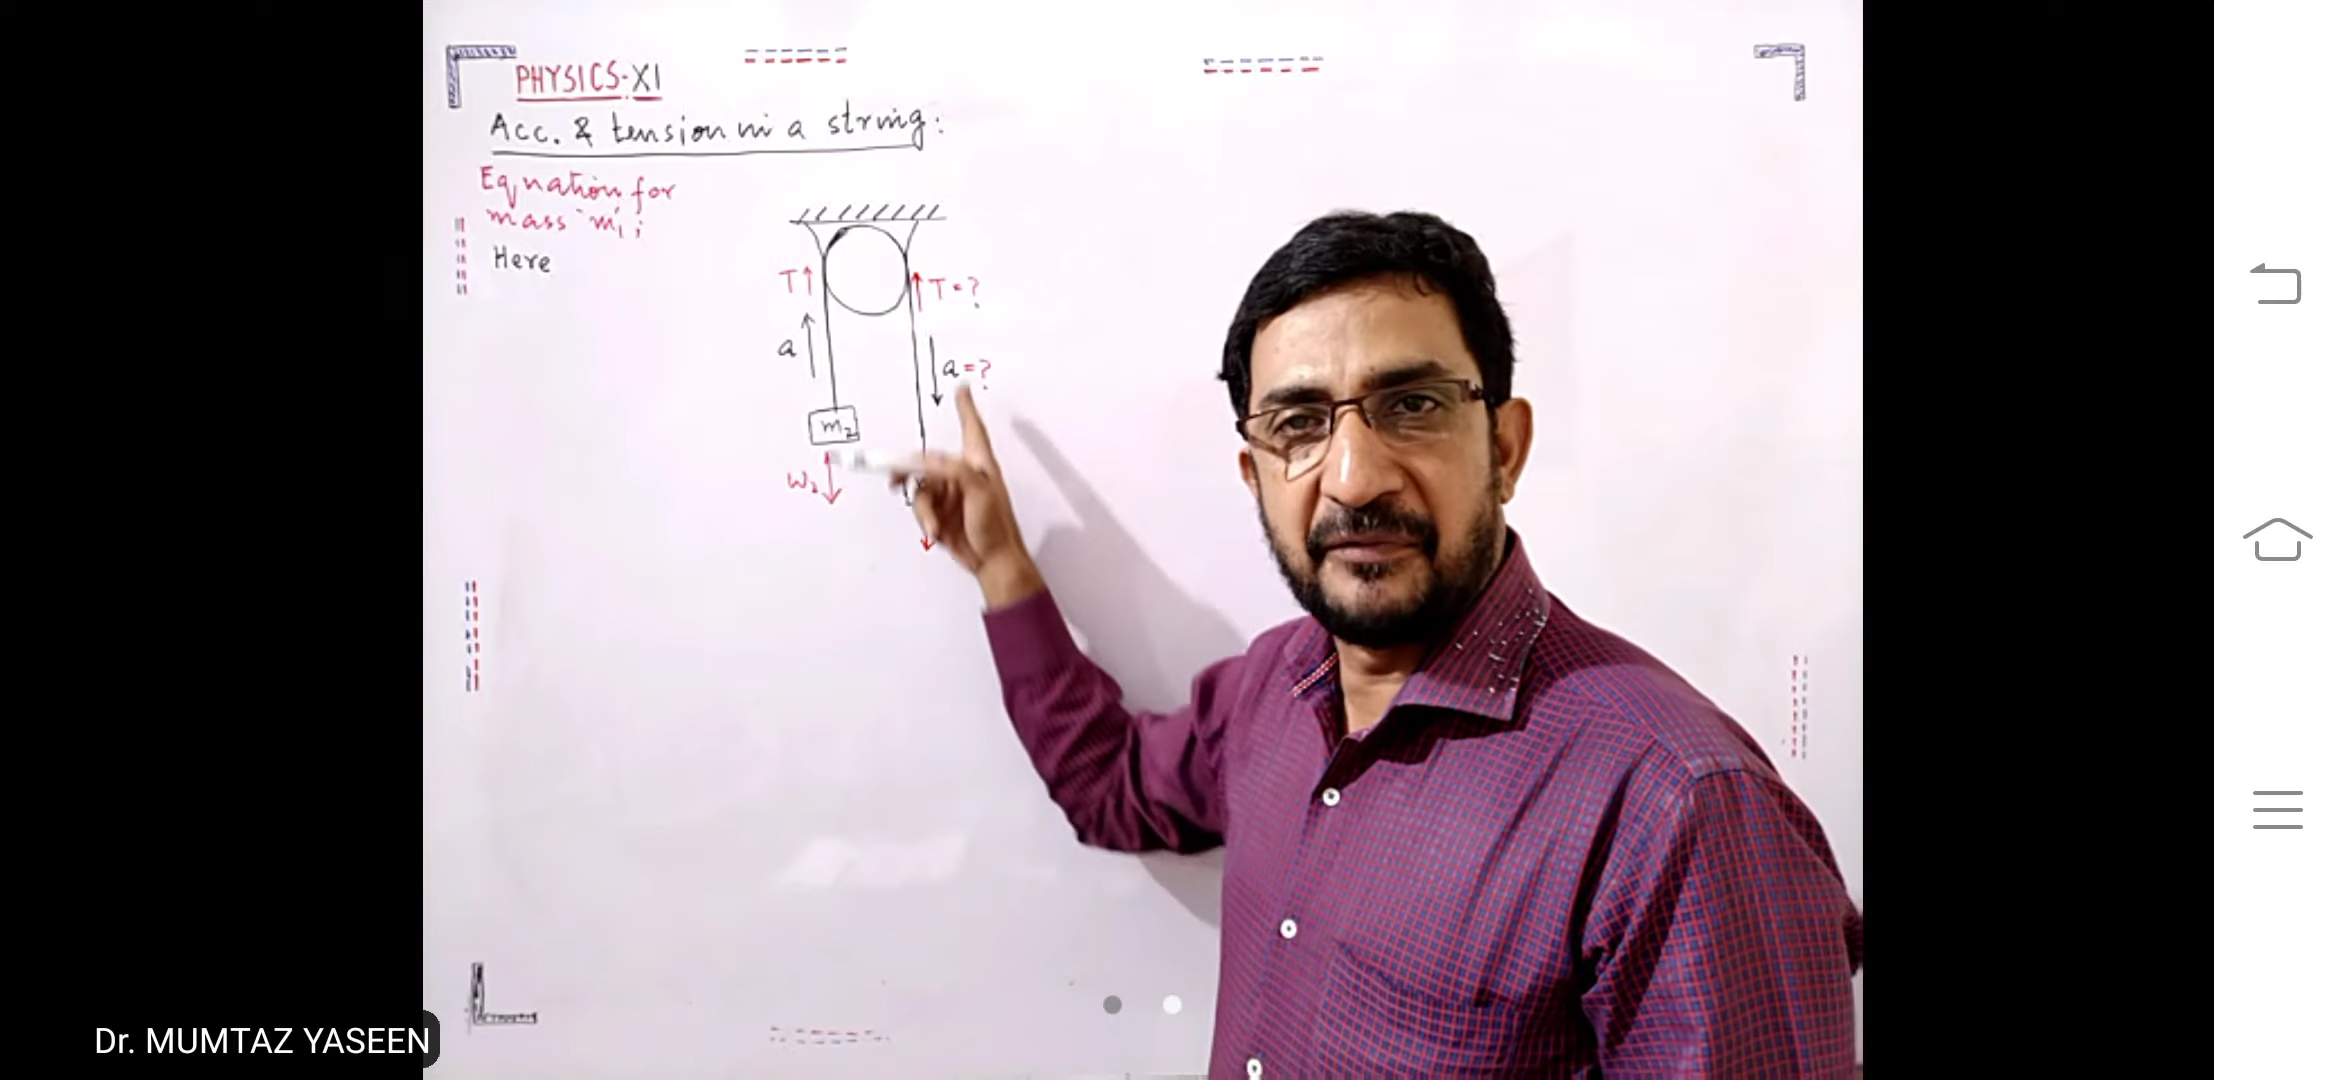 PHYSICS-XI
Acc. & tension in a string:
Equation for
mass "m₁;
Here
T
T=?
a
a=?
m₂
W₂
Dr. MUMTAZ YASEEN